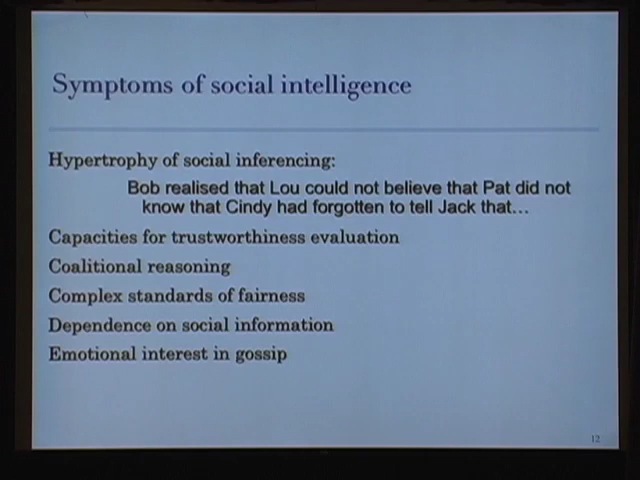 Symptoms of social intelligence
Hypertrophy of social inferencing:
Bob realised that Lou could not believe that Pat did not
know that Cindy had forgotten to tell Jack that...
Capacities for trustworthiness evaluation
Coalitional reasoning
Complex standards of fairness
Dependence on social information
Emotional interest in gossip
12